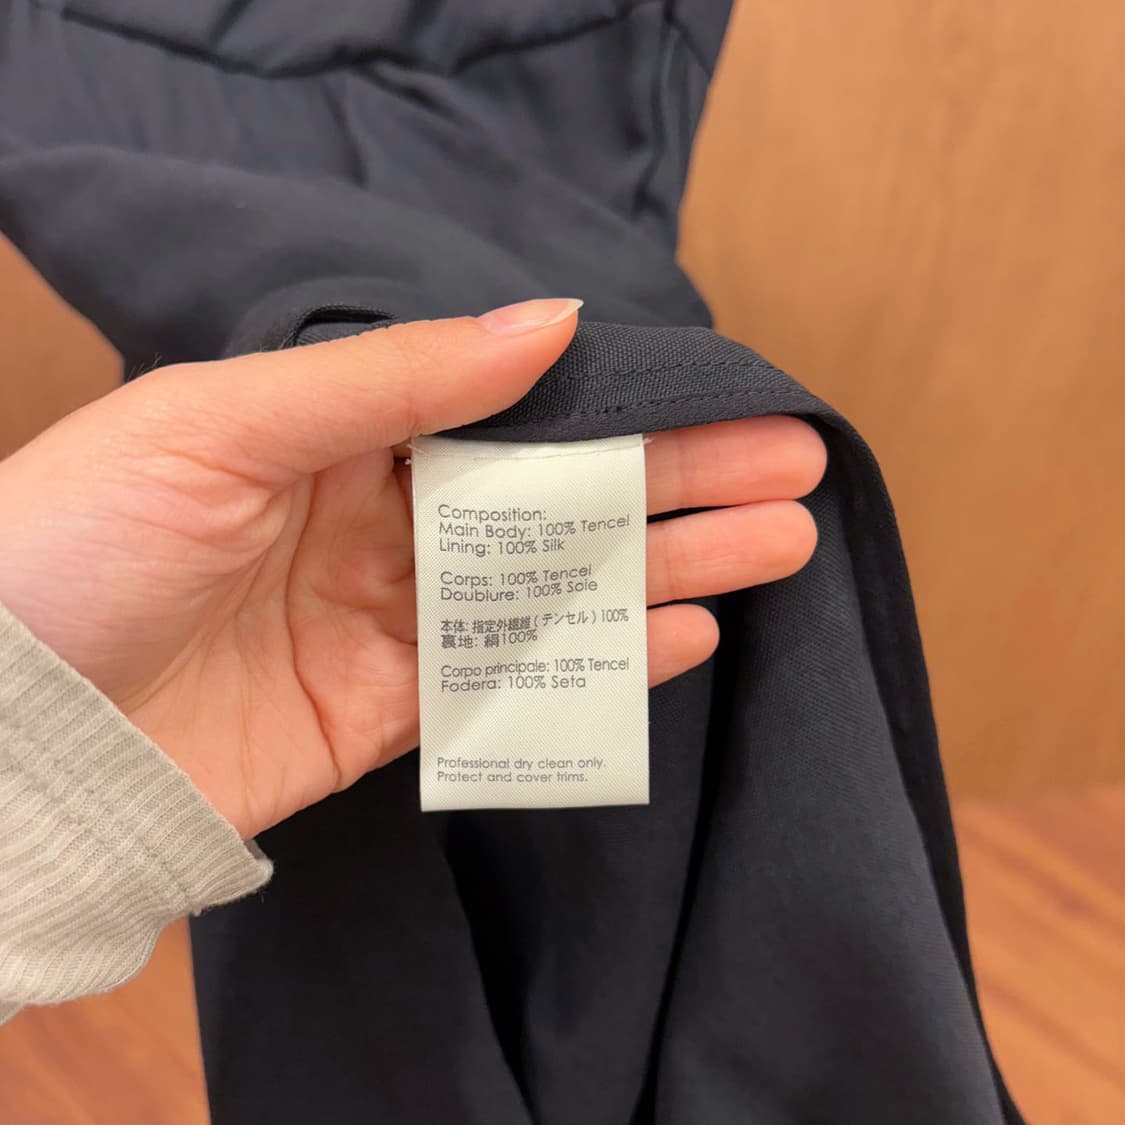 Composition:
Main Body: 100% Tencel
Lining: 100% Silk
Corps: 100% Tencel
Doublure: 100% Soie
本体: 指定外繊維 ( テンセル ) 100%
裏地: 絹100%
Corpo principale: 100% Tencel
Fodera: 100% Seta
Professional dry clean only.
Protect and cover trims.